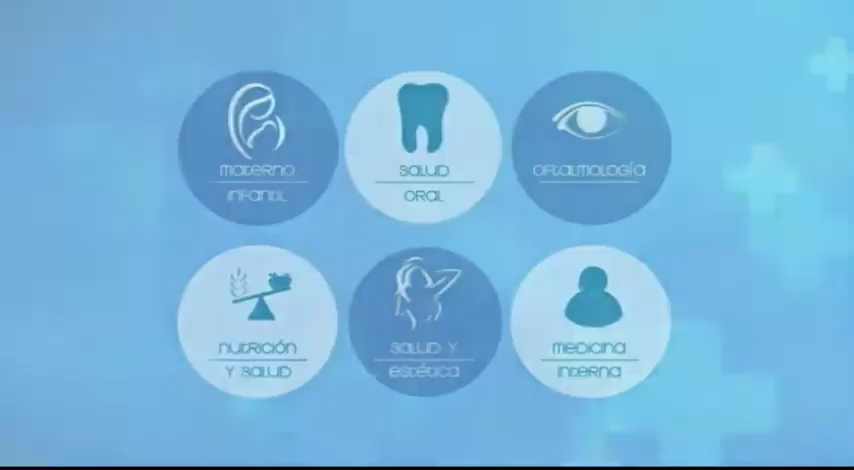 materno
infantil
salud
oral
oftalmología
nutrición
y salud
salud y
estética
medicina
interna